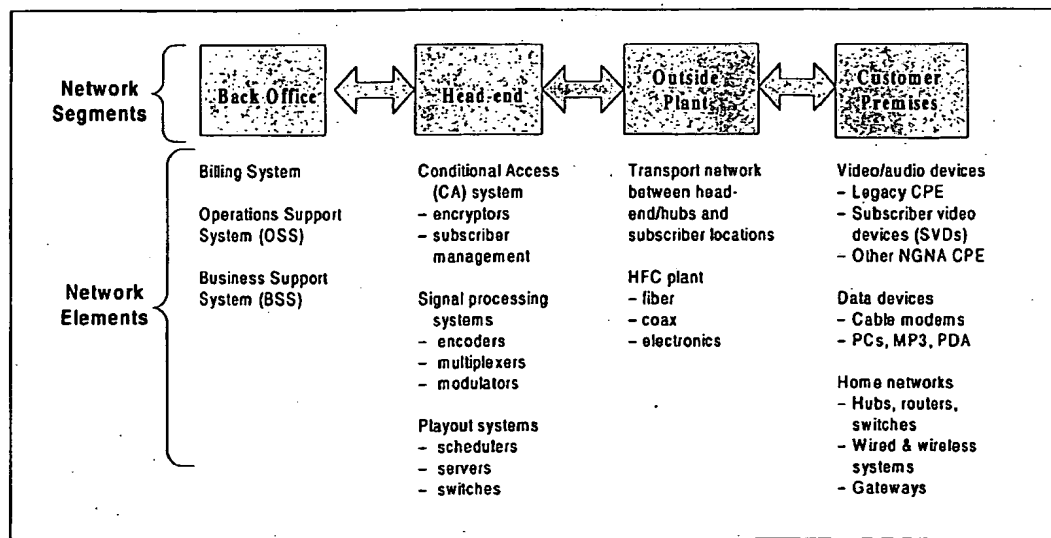 Network
Segments
Back Office
Head-end
Outside
Plant
Customer
Premises
Network
Elements
Billing System
Operations Support
System (OSS)
Business Support
System (BSS)
Conditional Access
(CA) system
– encryptors
– subscriber
management
Signal processing
systems
– encoders
– multiplexers
– modulators
Playout systems
– schedulers
– servers
– switches
Transport network
between head-
end/hubs and
subscriber locations
HFC plant
– fiber
– coax
– electronics
Video/audio devices
– Legacy CPE
– Subscriber video
devices (SVDs)
– Other NGNA CPE
Data devices
– Cable modems
– PCs, MP3, PDA
Home networks
– Hubs, routers,
switches
– Wired & wireless
systems
– Gateways